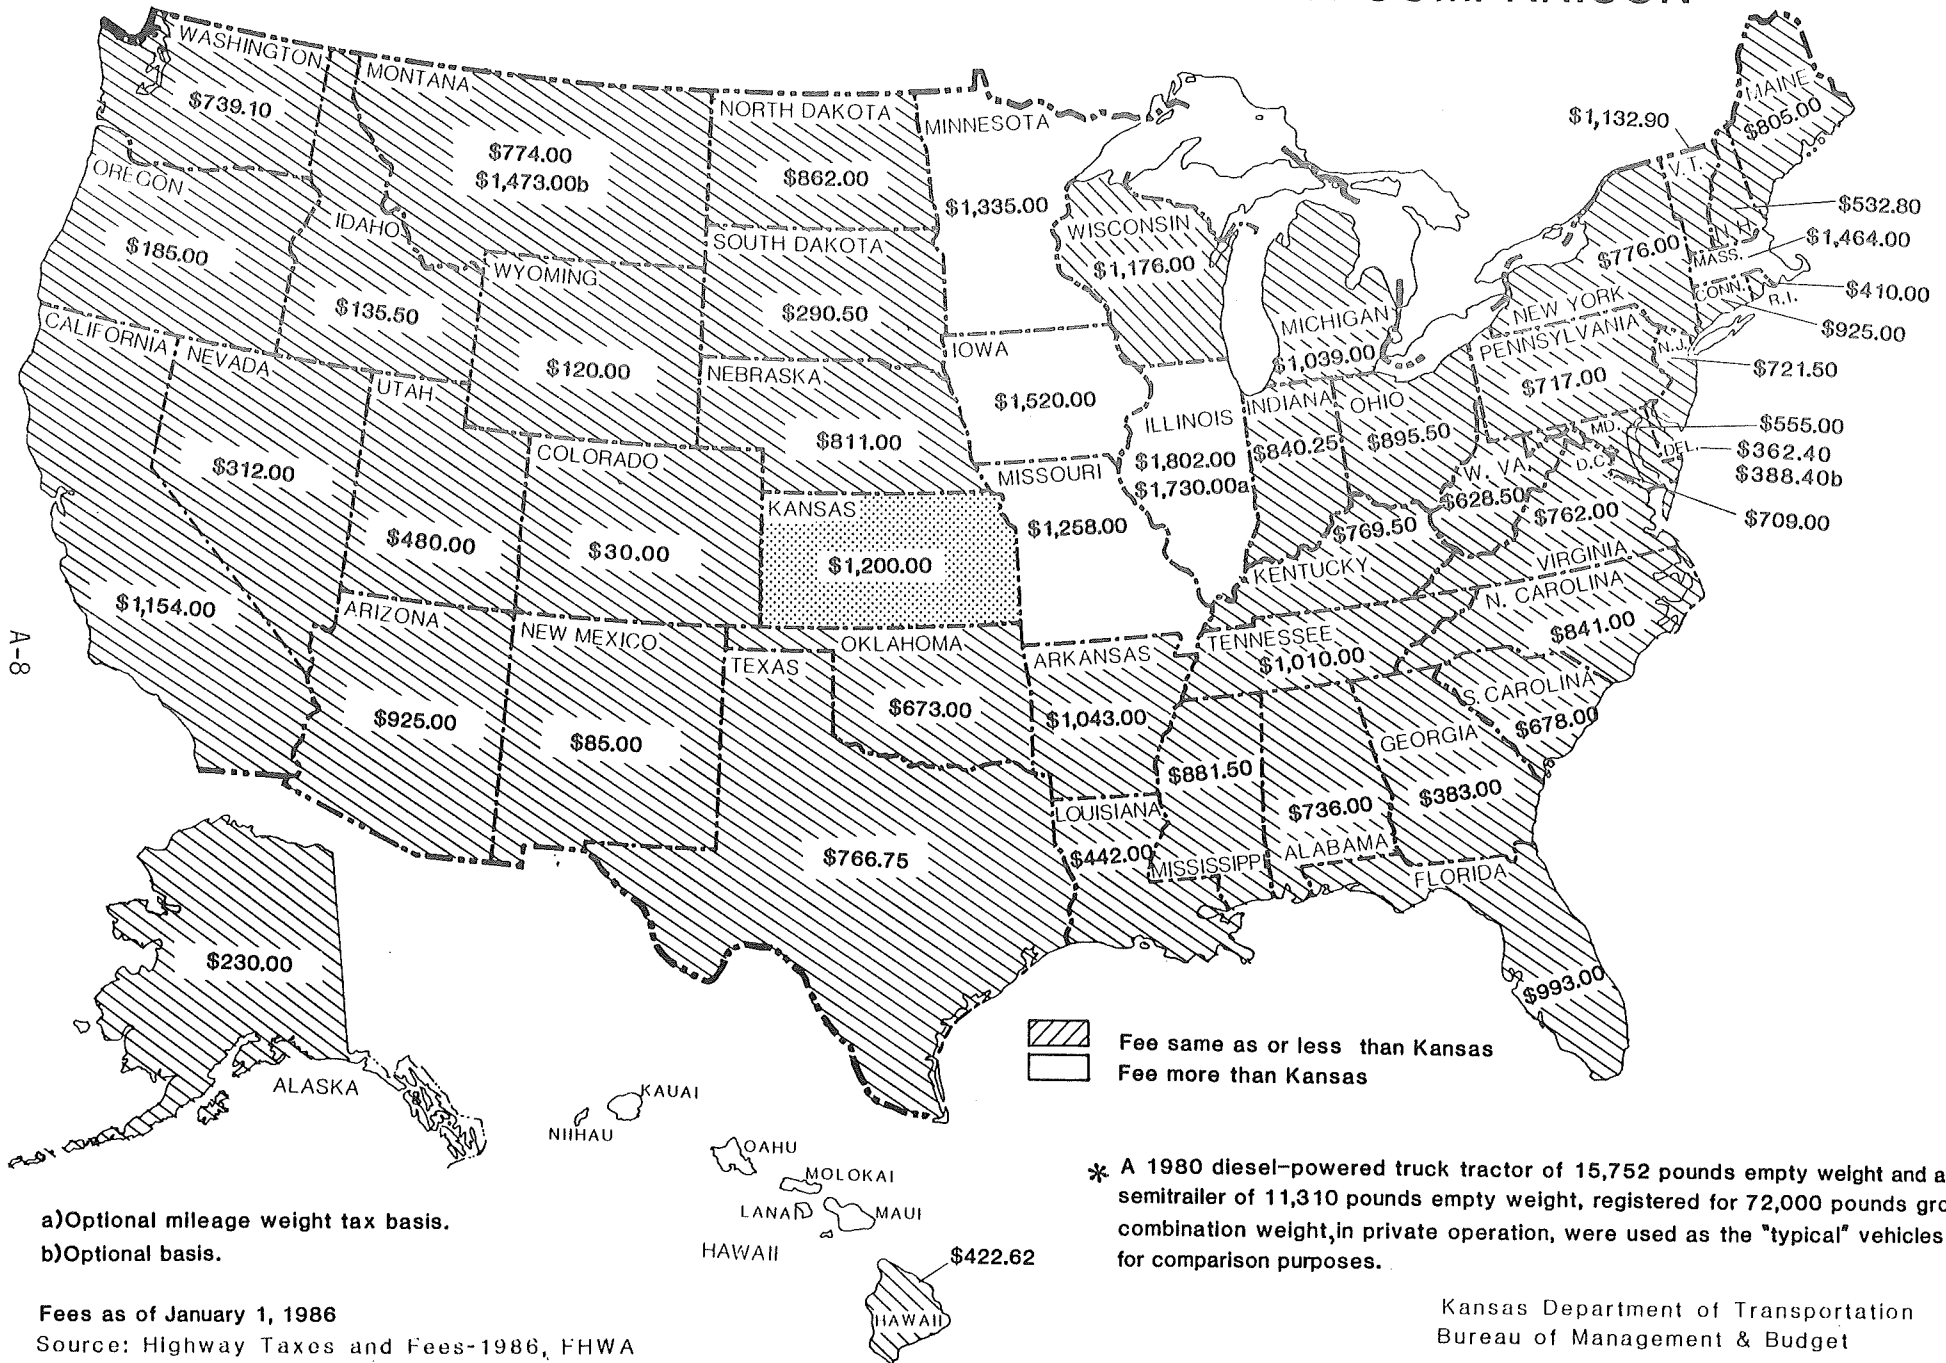 COMPARISON
WASHINGTON
$739.10
MONTANA
$774.00
$1,473.00b
NORTH DAKOTA
$862.00
MINNESOTA
$1,335.00
$1,132.90
MAINE
$805.00
OREGON
$185.00
IDAHO
$135.50
WYOMING
$120.00
SOUTH DAKOTA
$290.50
WISCONSIN
$1,176.00
MICHIGAN
$1,039.00
V.T.
N.H.
$532.80
$776.00
NEW YORK
MASS.
$1,464.00
CONN.
R.I.
$410.00
$925.00
CALIFORNIA
$1,154.00
NEVADA
$312.00
UTAH
$480.00
COLORADO
$30.00
NEBRASKA
$811.00
IOWA
$1,520.00
ILLINOIS
$1,802.00
$1,730.00a
INDIANA
$840.25
OHIO
$895.50
PENNSYLVANIA
$717.00
N.J.
$721.50
MD.
$555.00
DEL.
$362.40
$388.40b
D.C.
$709.00
W. VA.
$628.50
$762.00
VIRGINIA
KANSAS
$1,200.00
MISSOURI
$1,258.00
$769.50
KENTUCKY
N. CAROLINA
$841.00
ARIZONA
$925.00
NEW MEXICO
$85.00
TEXAS
$766.75
OKLAHOMA
$673.00
ARKANSAS
$1,043.00
TENNESSEE
$1,010.00
S. CAROLINA
$678.00
GEORGIA
$383.00
$881.50
MISSISSIPPI
$736.00
ALABAMA
LOUISIANA
$442.00
FLORIDA
$993.00
A-8
$230.00
ALASKA
Fee same as or less than Kansas
Fee more than Kansas
KAUAI
NIIHAU
OAHU
MOLOKAI
LANAI
MAUI
HAWAII
$422.62
HAWAII
* A 1980 diesel-powered truck tractor of 15,752 pounds empty weight and a
semitrailer of 11,310 pounds empty weight, registered for 72,000 pounds gro
combination weight,in private operation, were used as the "typical" vehicles
for comparison purposes.
a)Optional mileage weight tax basis.
b)Optional basis.
Fees as of January 1, 1986
Source: Highway Taxes and Fees-1986, FHWA
Kansas Department of Transportation
Bureau of Management & Budget